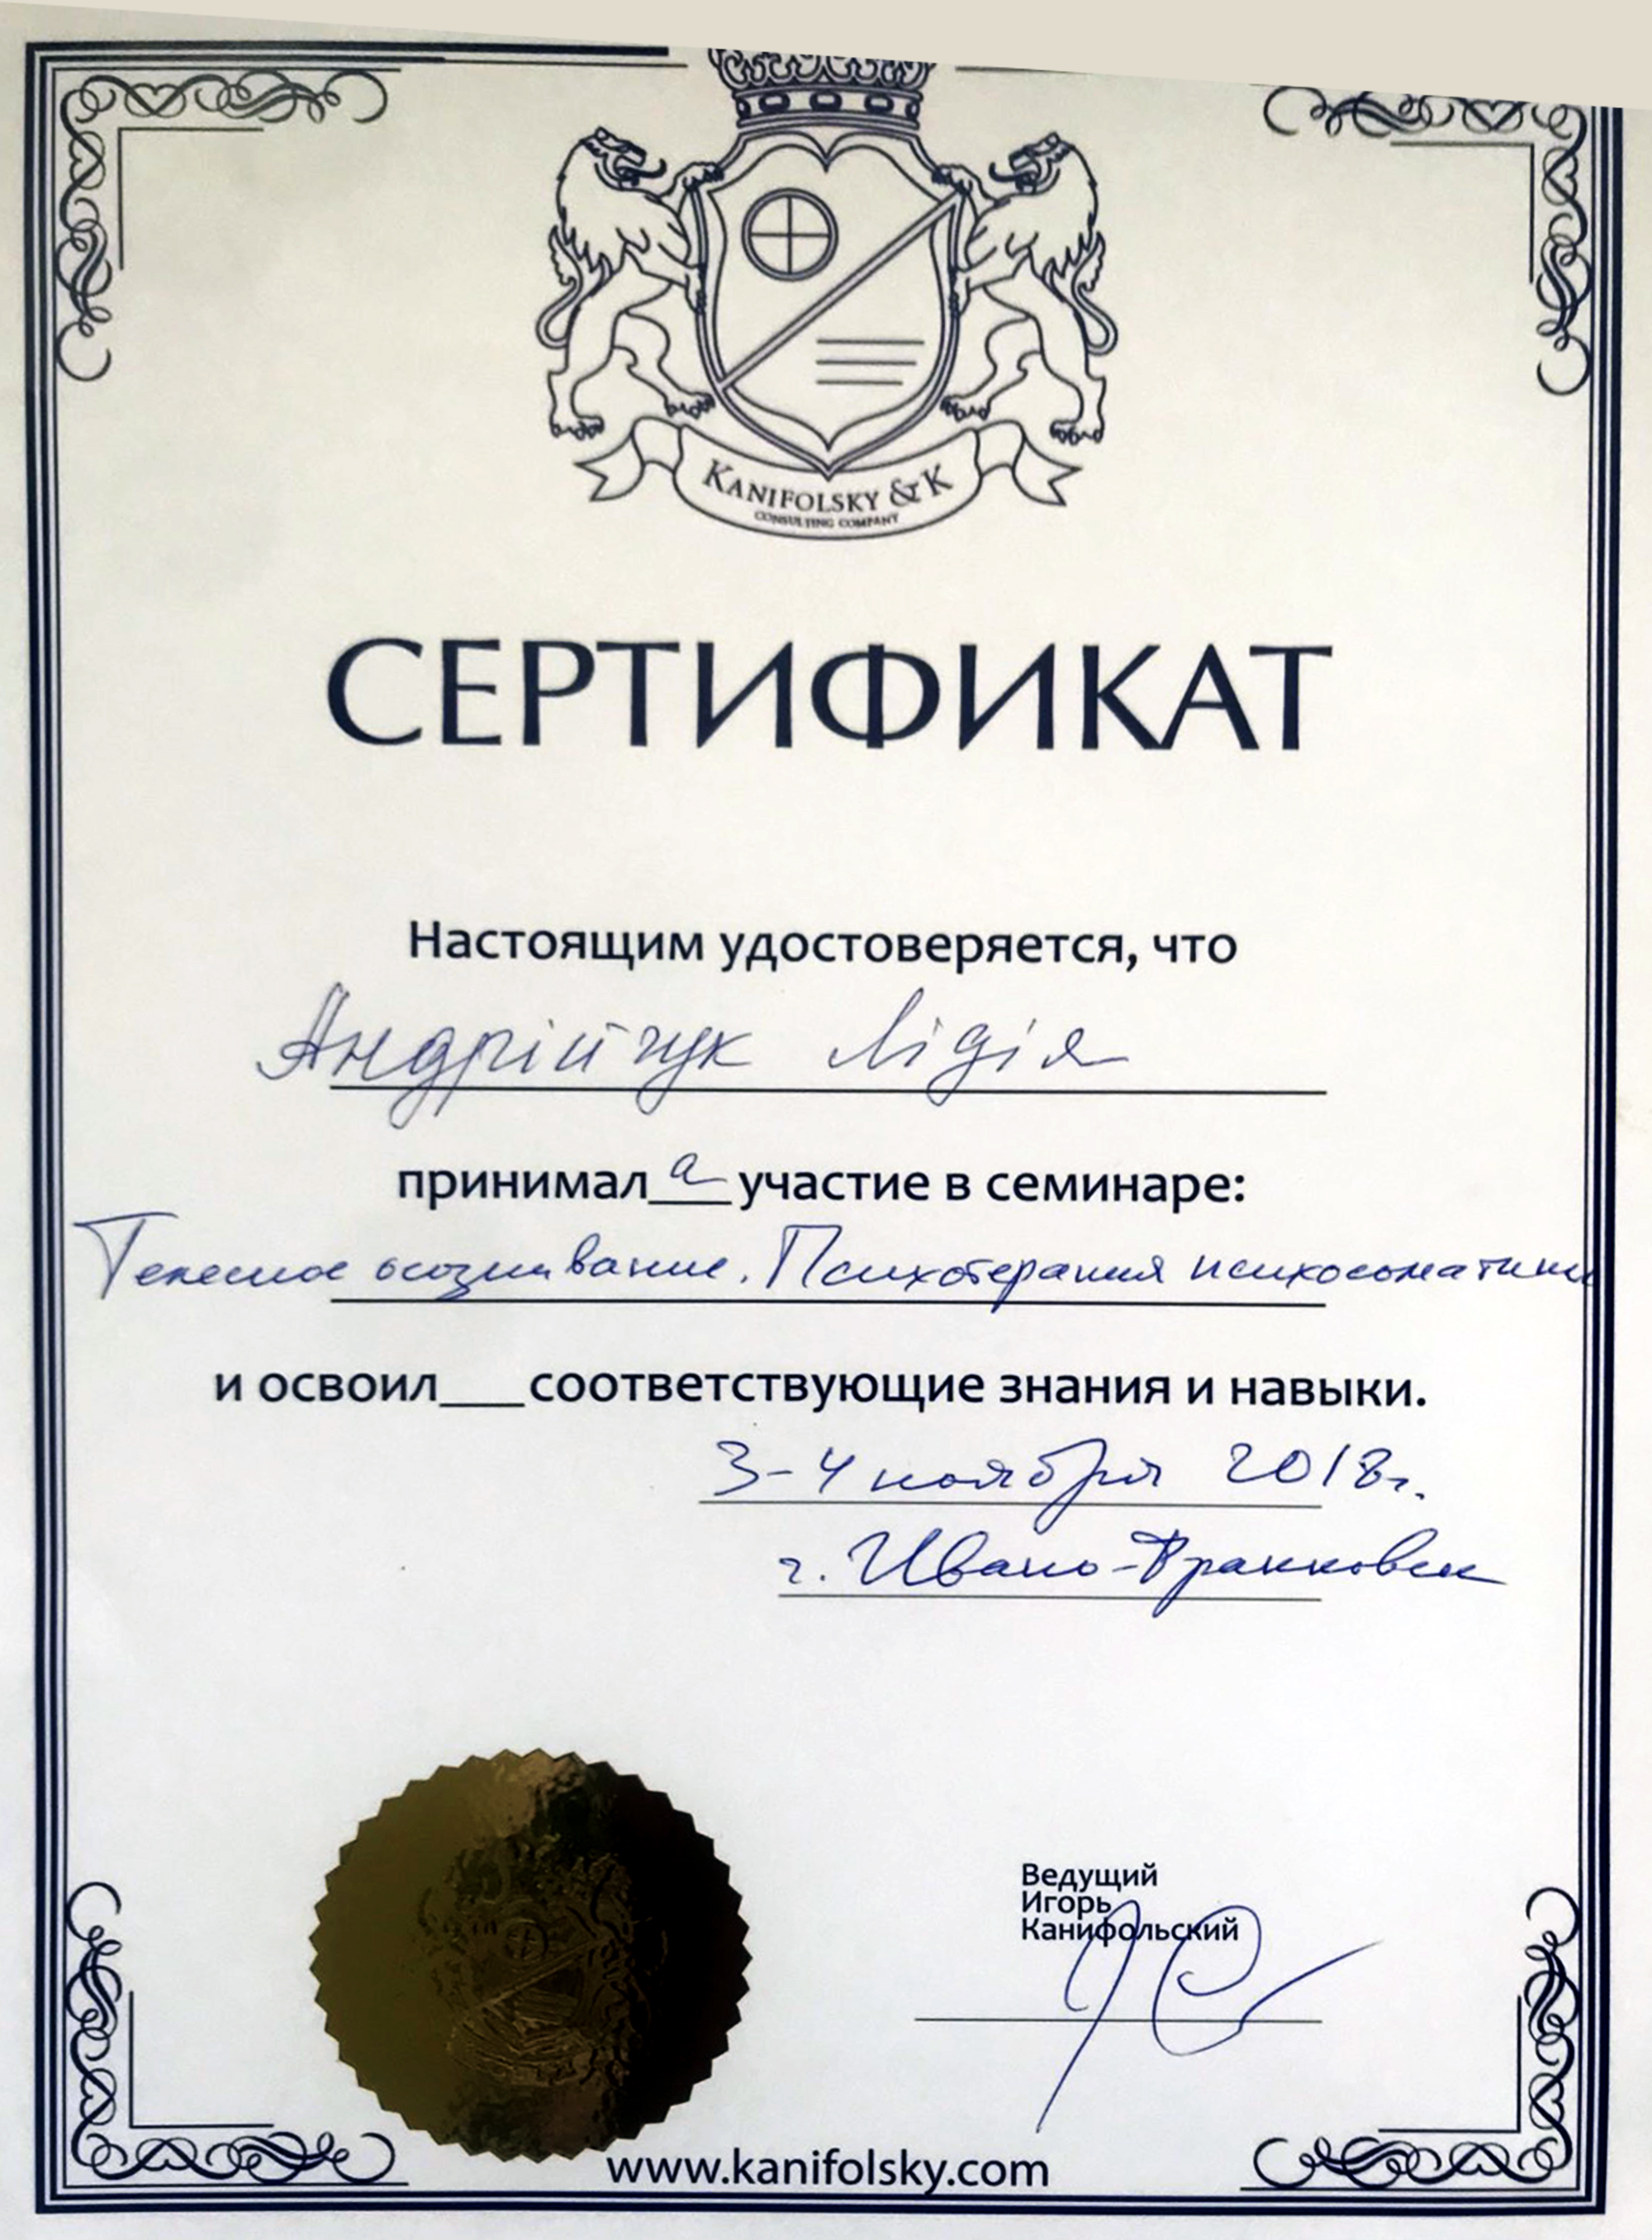 KANIFOLSKY & K
CONSULTING COMPANY
СЕРТИФИКАТ
Настоящим удостоверяется, что
Андрійчук Лідія
принимал а участие в семинаре:
Телесное осознавание. Психотерапия психосоматики
и освоил___соответствующие знания и навыки.
3-4 ноября 2018г.
г. Ивано-Франковск
Ведущий
Игорь
Канифольский
www.kanifolsky.com